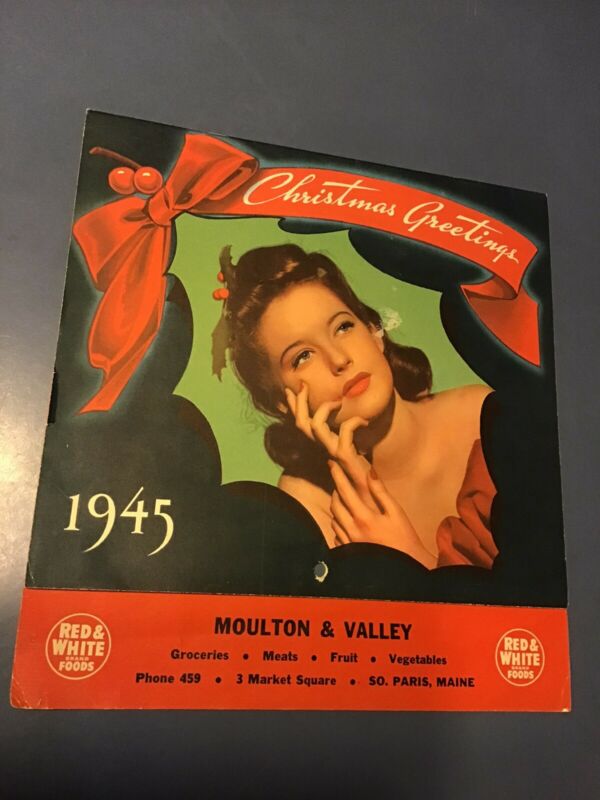 Christmas Greetings
1945
MOULTON & VALLEY
Groceries • Meats • Fruit • Vegetables
Phone 459 • 3 Market Square • SO. PARIS, MAINE
RED &
WHITE
BRAND
FOODS
RED &
WHITE
BRAND
FOODS